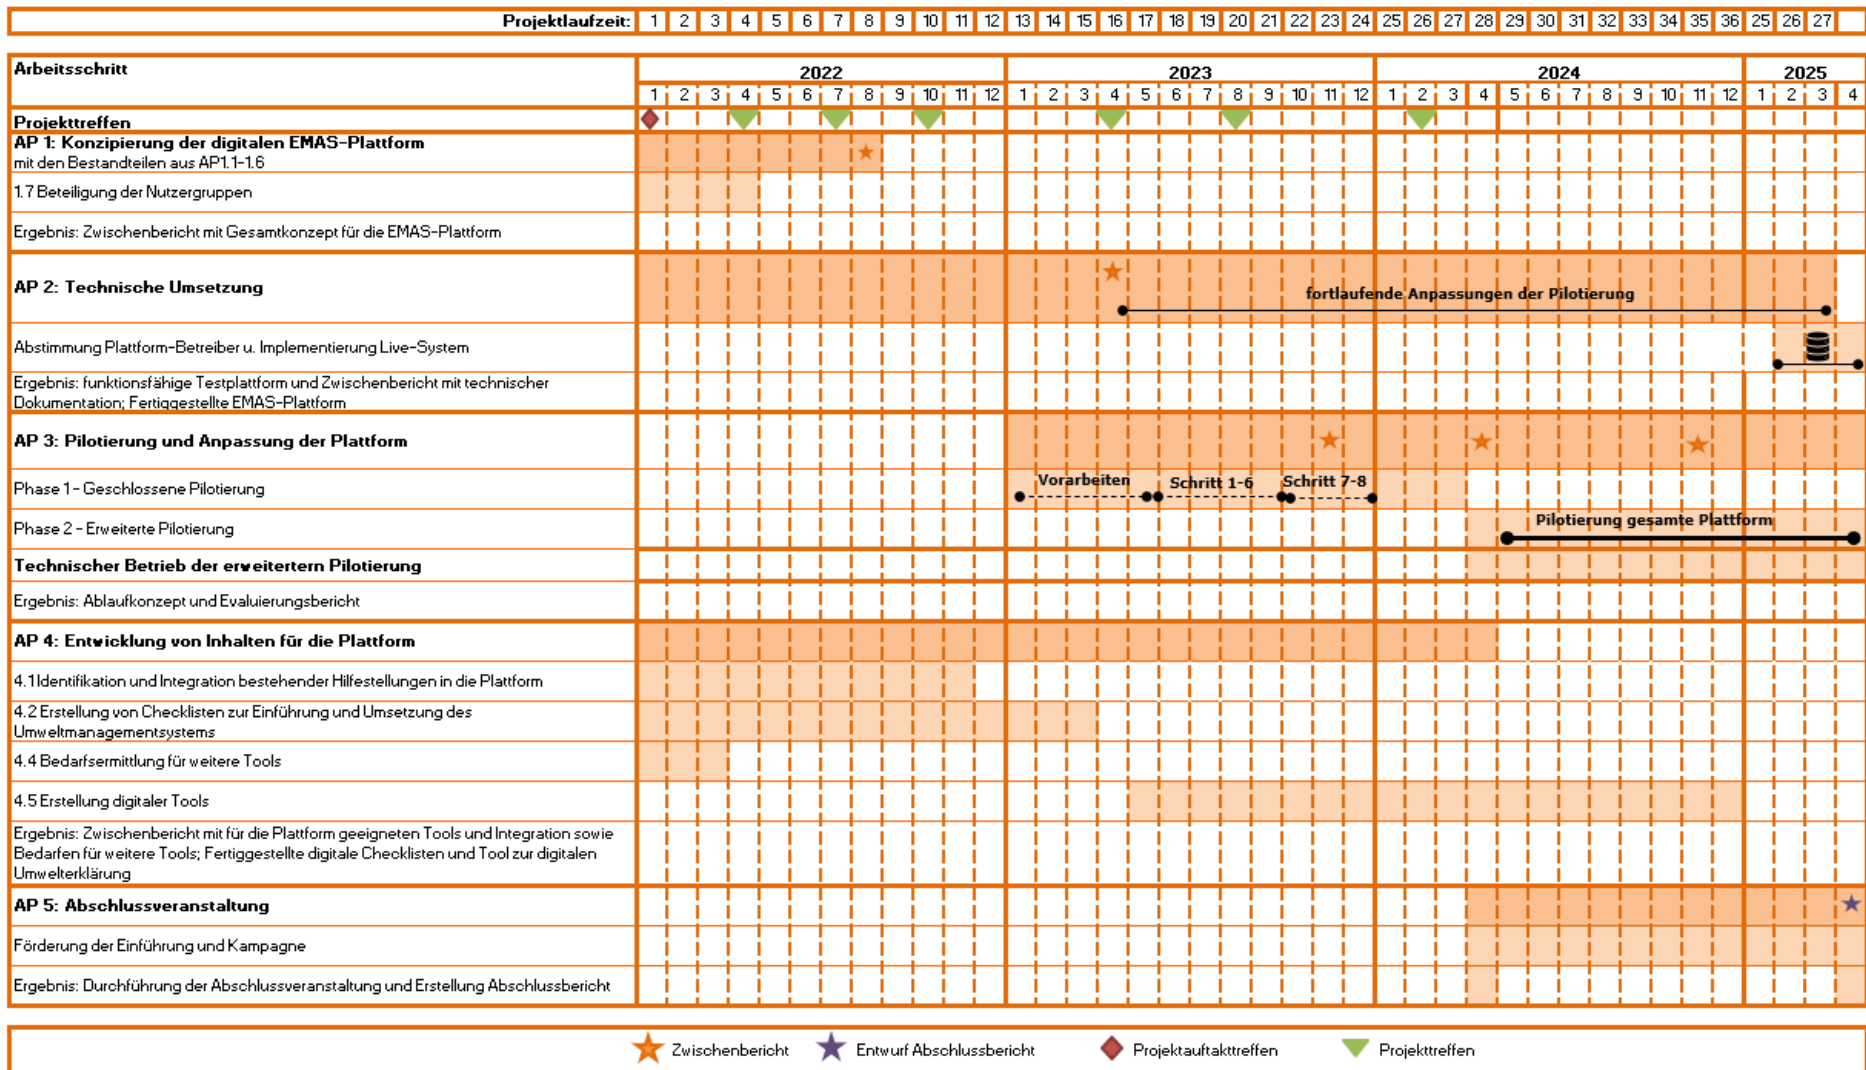 Projektlaufzeit: 1 2 3 4 5 6 7 8 9 10 11 12 13 14 15 16 17 18 19 20 21 22 23 24 25 26 27 28 29 30 31 32 33 34 35 36 25 26 27
Arbeitsschritt 2022 2023 2024 2025
1 2 3 4 5 6 7 8 9 10 11 12 1 2 3 4 5 6 7 8 9 10 11 12 1 2 3 4 5 6 7 8 9 10 11 12 1 2 3 4
Projekttreffen
AP 1: Konzipierung der digitalen EMAS-Plattform
mit den Bestandteilen aus AP1.1-1.6
1.7 Beteiligung der Nutzergruppen
Ergebnis: Zwischenbericht mit Gesamtkonzept für die EMAS-Plattform
AP 2: Technische Umsetzung
fortlaufende Anpassungen der Pilotierung
Abstimmung Plattform-Betreiber u. Implementierung Live-System
Ergebnis: funktionsfähige Testplattform und Zwischenbericht mit technischer
Dokumentation; Fertiggestellte EMAS-Plattform
AP 3: Pilotierung und Anpassung der Plattform
Phase 1 - Geschlossene Pilotierung
Vorarbeiten Schritt 1-6 Schritt 7-8
Phase 2 - Erweiterte Pilotierung
Pilotierung gesamte Plattform
Technischer Betrieb der erweitertern Pilotierung
Ergebnis: Ablaufkonzept und Evaluierungsbericht
AP 4: Entwicklung von Inhalten für die Plattform
4.1 Identifikation und Integration bestehender Hilfestellungen in die Plattform
4.2 Erstellung von Checklisten zur Einführung und Umsetzung des
Umweltmanagementsystems
4.4 Bedarfsermittlung für weitere Tools
4.5 Erstellung digitaler Tools
Ergebnis: Zwischenbericht mit für die Plattform geeigneten Tools und Integration sowie
Bedarfen für weitere Tools; Fertiggestellte digitale Checklisten und Tool zur digitalen
Umwelterklärung
AP 5: Abschlussveranstaltung
Förderung der Einführung und Kampagne
Ergebnis: Durchführung der Abschlussveranstaltung und Erstellung Abschlussbericht
Zwischenbericht Entwurf Abschlussbericht Projektauftakttreffen Projekttreffen